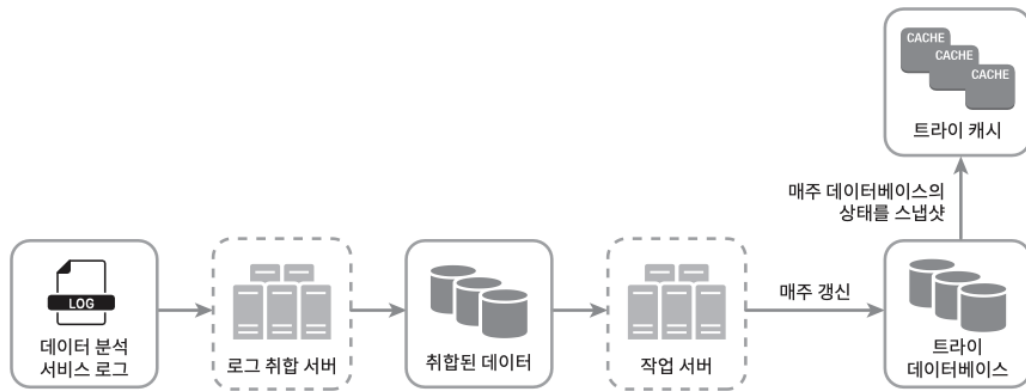 CACHE
CACHE
CACHE
트라이 캐시
매주 데이터베이스의
상태를 스냅샷
LOG
데이터 분석
서비스 로그
로그 취합 서버
취합된 데이터
작업 서버
매주 갱신
트라이
데이터베이스